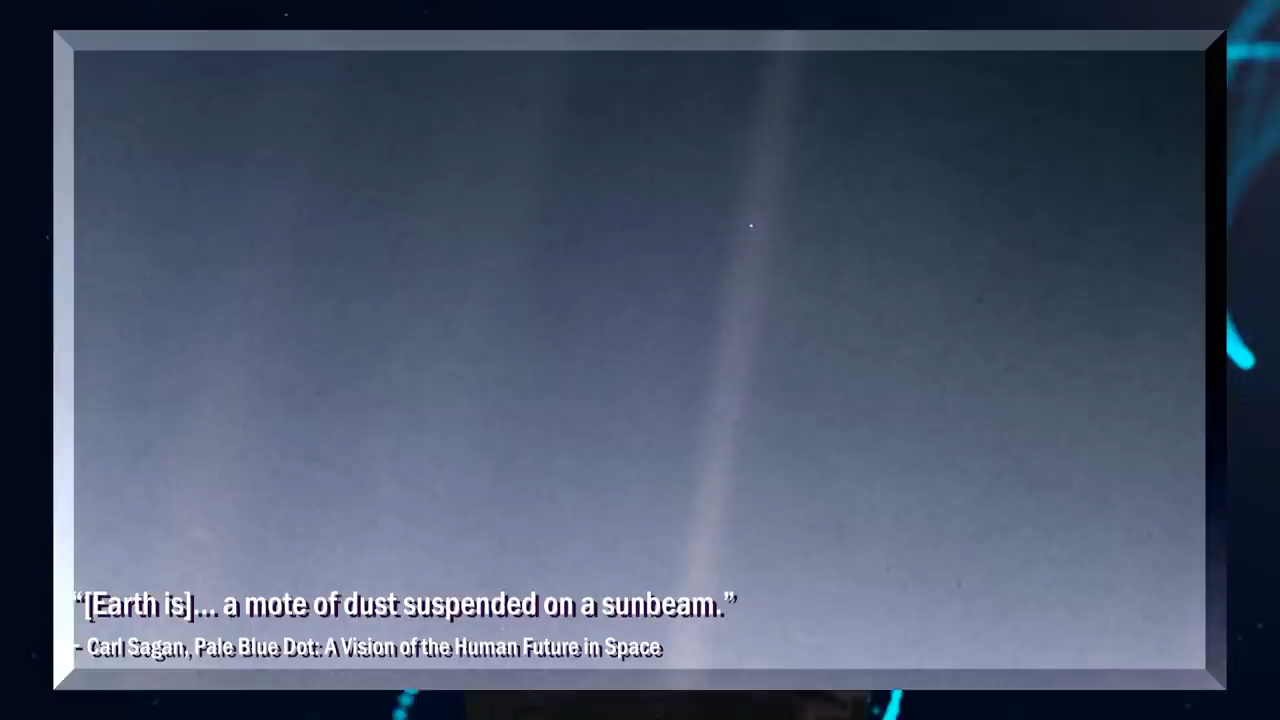 “[Earth is]... a mote of dust suspended on a sunbeam.”
- Carl Sagan, Pale Blue Dot: A Vision of the Human Future in Space